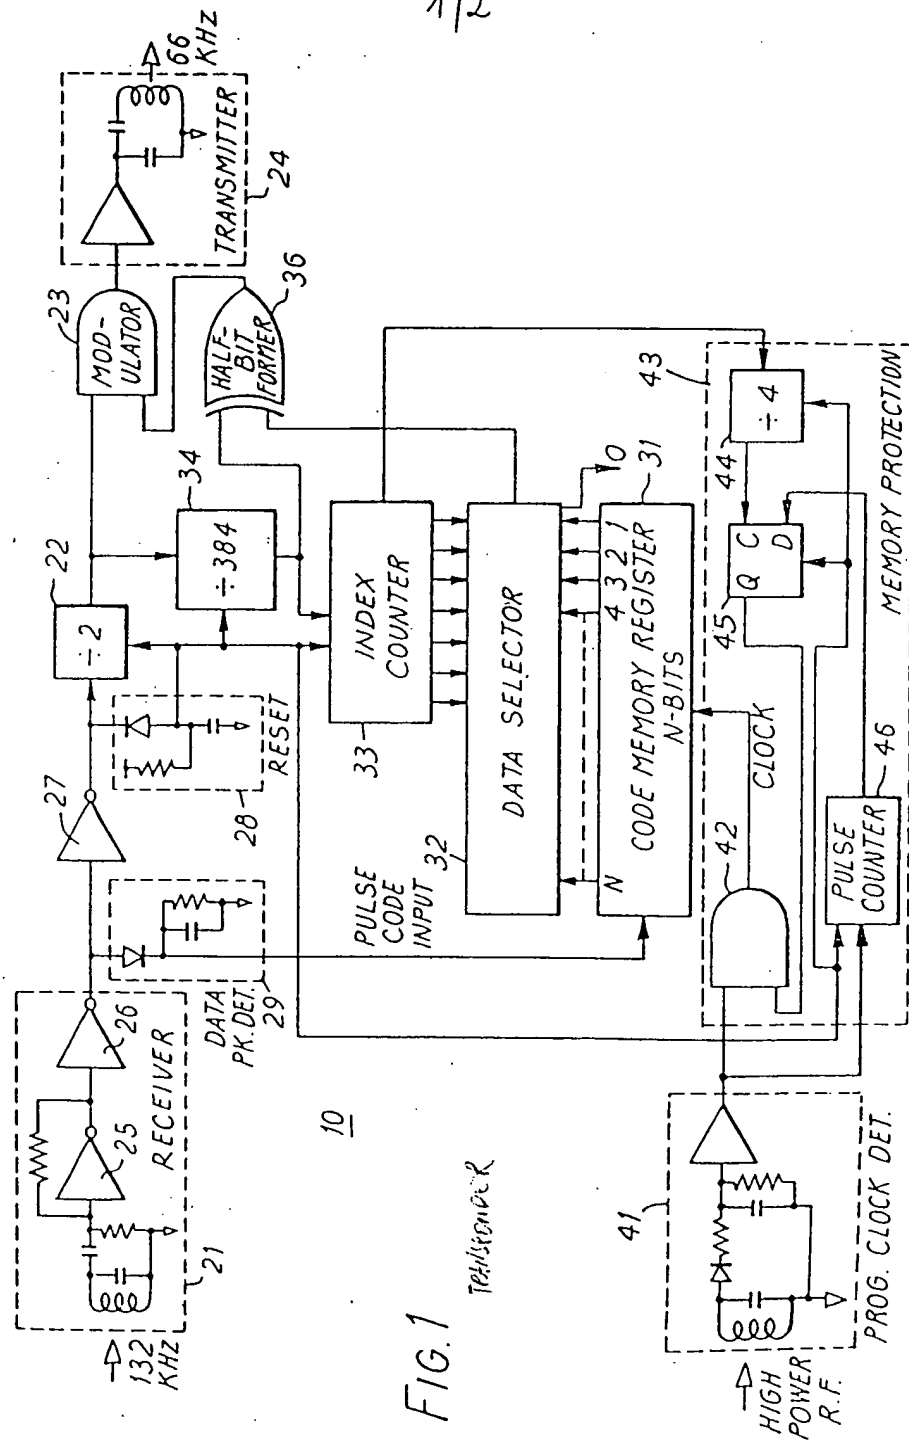 1/2
132
KHZ
21
RECEIVER
25
26
27
DATA
PK. DET.
29
28
RESET
22
÷2
34
÷384
23
MOD-
ULATOR
TRANSMITTER
24
66
KHZ
HALF-
BIT
FORMER
36
INDEX
COUNTER
33
DATA SELECTOR
32
PULSE
CODE
INPUT
N
4 3 2 1
0
CODE MEMORY REGISTER
N-BITS
31
CLOCK
42
43
44
÷4
45
Q C
D
PULSE
COUNTER
46
MEMORY PROTECTION
41
PROG. CLOCK DET.
HIGH
POWER
R.F.
10
FIG. 1
TRANSPONDER